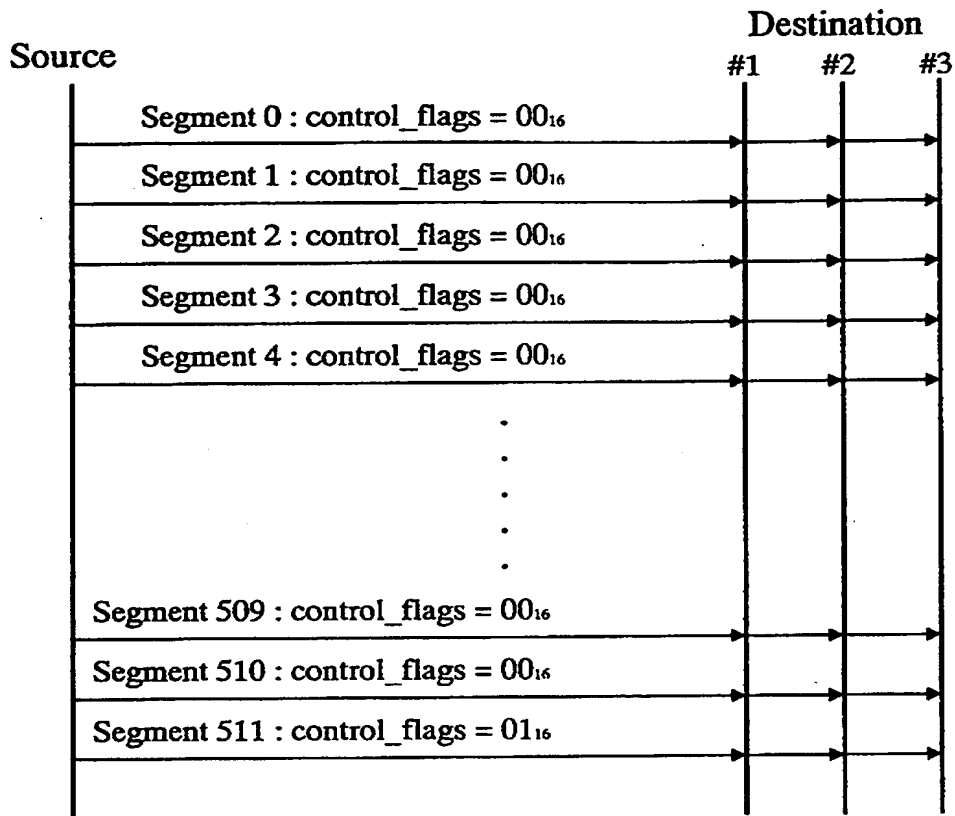 Destination
Source
#1 #2 #3
Segment 0 : control_flags = 00₁₆
Segment 1 : control_flags = 00₁₆
Segment 2 : control_flags = 00₁₆
Segment 3 : control_flags = 00₁₆
Segment 4 : control_flags = 00₁₆
Segment 509 : control_flags = 00₁₆
Segment 510 : control_flags = 00₁₆
Segment 511 : control_flags = 01₁₆